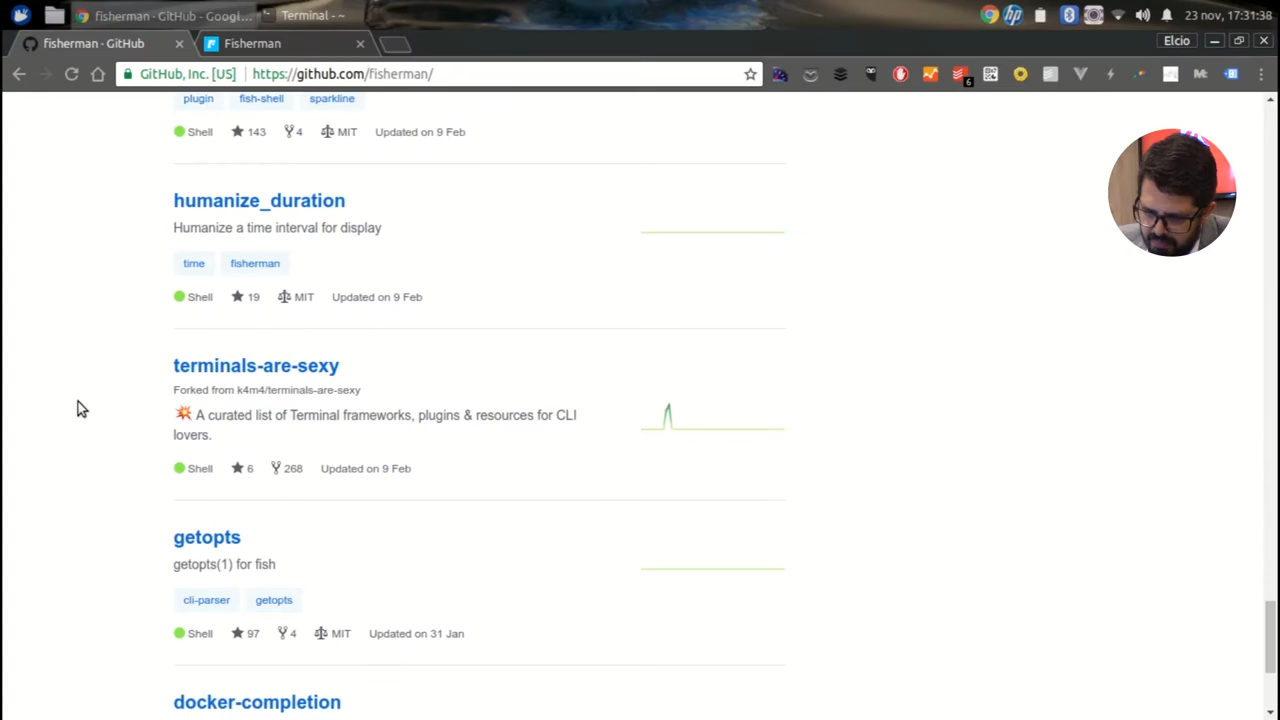 fisherman · GitHub - Googl...
Terminal - ~
23 nov, 17:31:38
fisherman · GitHub
Fisherman
Elcio
GitHub, Inc. [US]
https://github.com/fisherman/
6
plugin
fish-shell
sparkline
Shell
143
4
MIT
Updated on 9 Feb
humanize_duration
Humanize a time interval for display
time
fisherman
Shell
19
MIT
Updated on 9 Feb
terminals-are-sexy
Forked from k4m4/terminals-are-sexy
💥 A curated list of Terminal frameworks, plugins & resources for CLI
lovers.
Shell
6
268
Updated on 9 Feb
getopts
getopts(1) for fish
cli-parser
getopts
Shell
97
4
MIT
Updated on 31 Jan
docker-completion